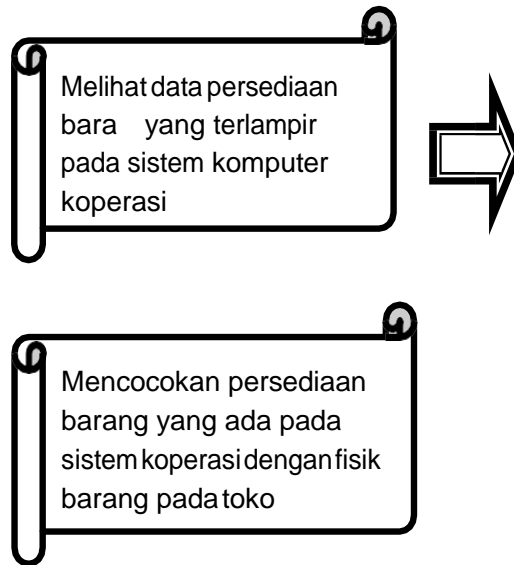 Melihat data persediaan
bara yang terlampir
pada sistem komputer
koperasi
Mencocokan persediaan
barang yang ada pada
sistem koperasi dengan fisik
barang pada toko